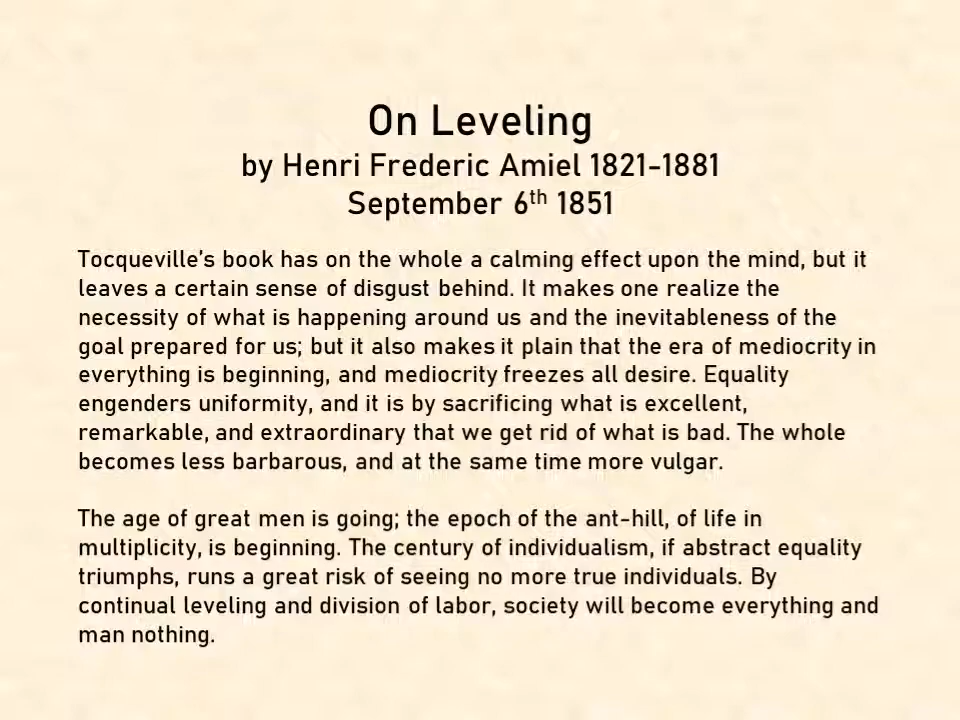 On Leveling
by Henri Frederic Amiel 1821-1881
September 6th 1851
Tocqueville's book has on the whole a calming effect upon the mind, but it
leaves a certain sense of disgust behind. It makes one realize the
necessity of what is happening around us and the inevitableness of the
goal prepared for us; but it also makes it plain that the era of mediocrity in
everything is beginning, and mediocrity freezes all desire. Equality
engenders uniformity, and it is by sacrificing what is excellent,
remarkable, and extraordinary that we get rid of what is bad. The whole
becomes less barbarous, and at the same time more vulgar.
The age of great men is going; the epoch of the ant-hill, of life in
multiplicity, is beginning. The century of individualism, if abstract equality
triumphs, runs a great risk of seeing no more true individuals. By
continual leveling and division of labor, society will become everything and
man nothing.